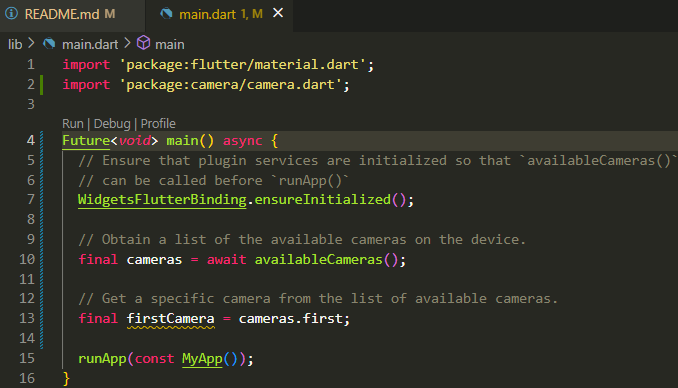 README.md M
main.dart 1, M
lib > main.dart > main
1 import 'package:flutter/material.dart';
2 import 'package:camera/camera.dart';
3
Run | Debug | Profile
4 Future<void> main() async {
5 // Ensure that plugin services are initialized so that `availableCameras()`
6 // can be called before `runApp()`
7 WidgetsFlutterBinding.ensureInitialized();
8
9 // Obtain a list of the available cameras on the device.
10 final cameras = await availableCameras();
11
12 // Get a specific camera from the list of available cameras.
13 final firstCamera = cameras.first;
14
15 runApp(const MyApp());
16 }